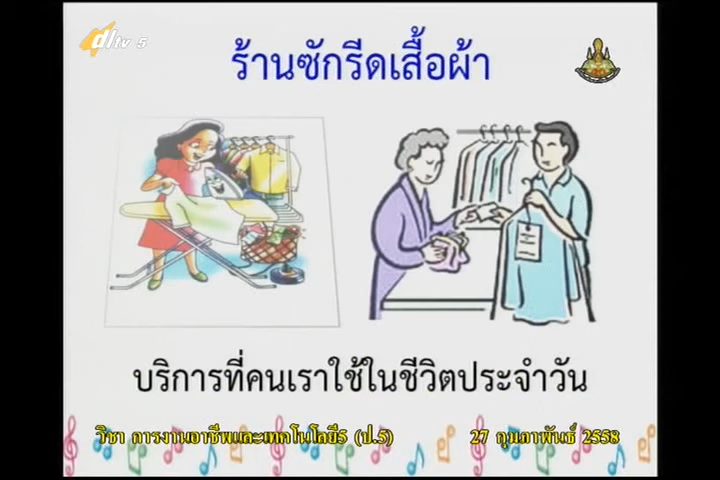 dltv 5
ร้านซักรีดเสื้อผ้า
บริการที่คนเราใช้ในชีวิตประจำวัน
วิชา การงานอาชีพและเทคโนโลยี5 (ป.5) 27 กุมภาพันธ์ 2558